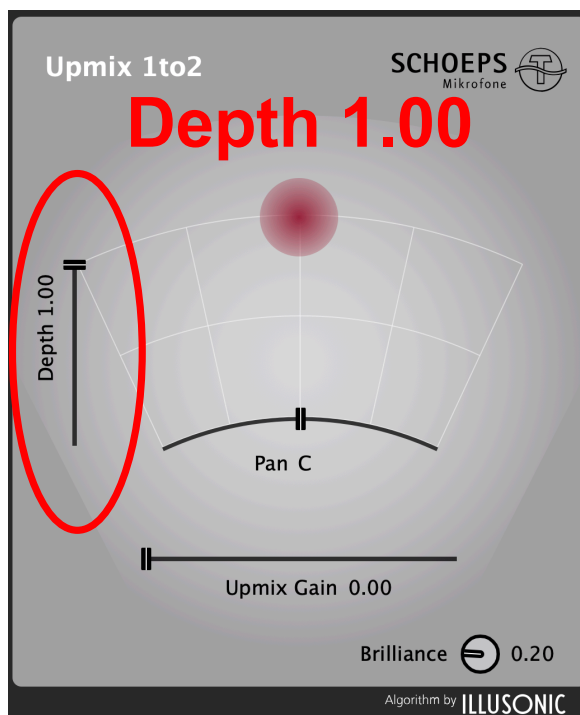 Upmix 1to2
SCHOEPS
Mikrofone
Depth 1.00
Depth 1.00
Pan C
Upmix Gain 0.00
Brilliance 0.20
Algorithm by ILLUSONIC